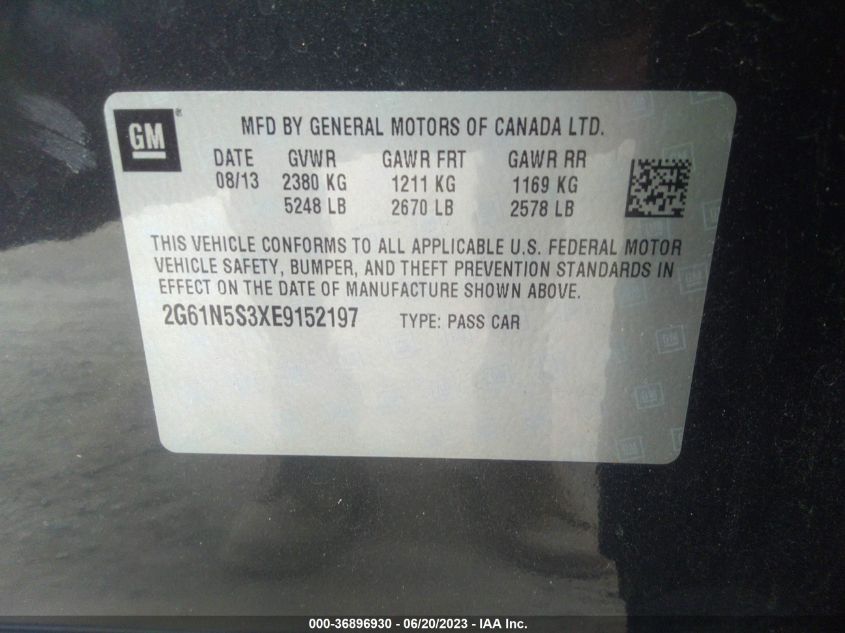 GM ®
MFD BY GENERAL MOTORS OF CANADA LTD.
DATE GVWR GAWR FRT GAWR RR
08/13 2380 KG 1211 KG 1169 KG
5248 LB 2670 LB 2578 LB
THIS VEHICLE CONFORMS TO ALL APPLICABLE U.S. FEDERAL MOTOR
VEHICLE SAFETY, BUMPER, AND THEFT PREVENTION STANDARDS IN
EFFECT ON THE DATE OF MANUFACTURE SHOWN ABOVE.
2G61N5S3XE9152197 TYPE: PASS CAR
000-36896930 - 06/20/2023 - IAA Inc.